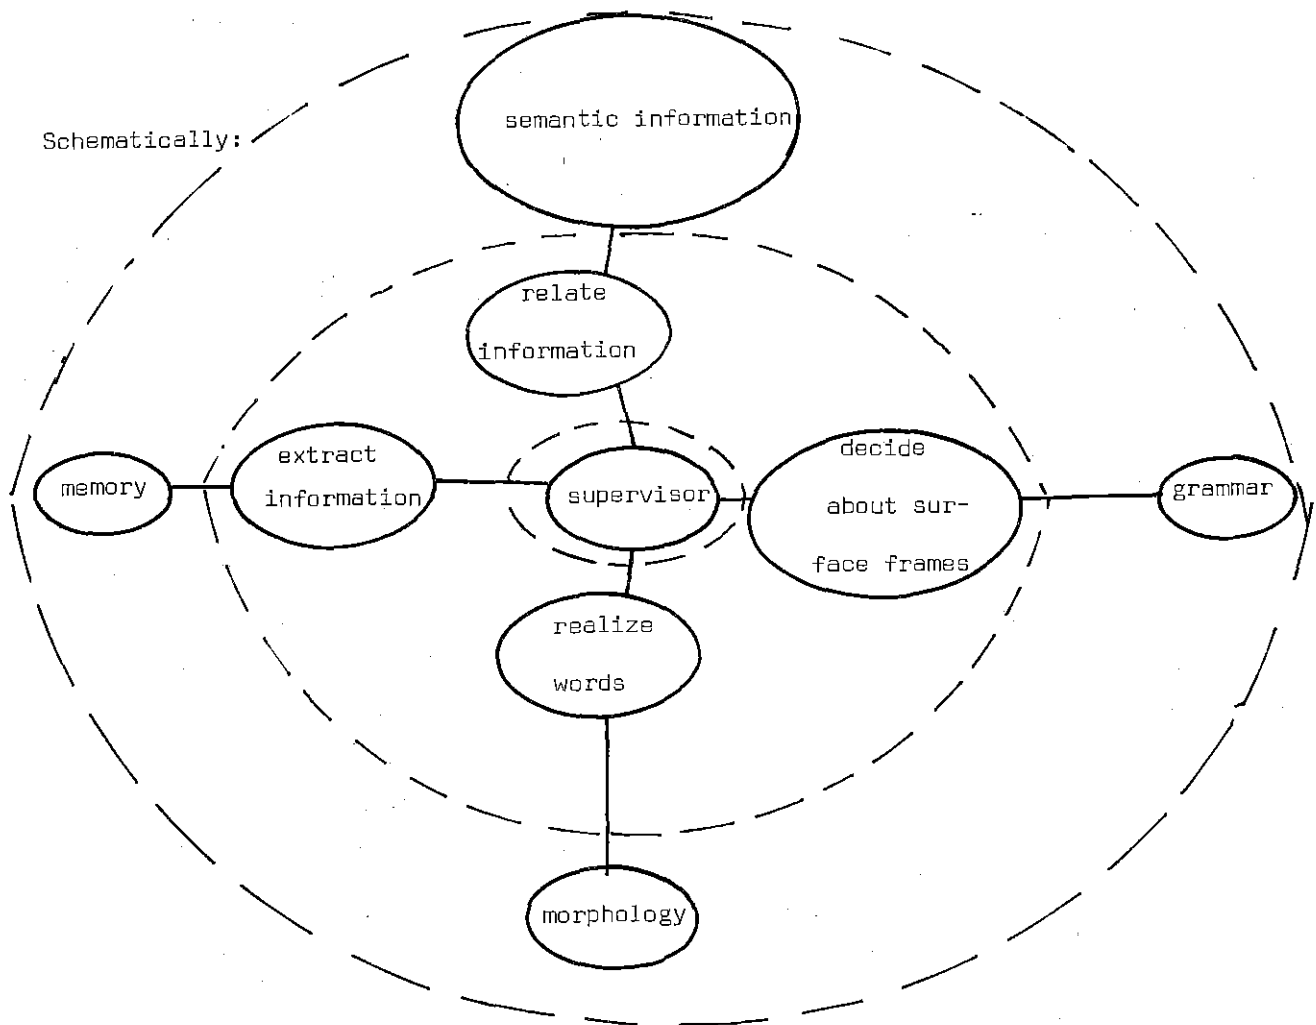 semantic information
Schematically:
relate
information
extract
information
memory
supervisor
decide
about sur-
face frames
grammar
realize
words
morphology